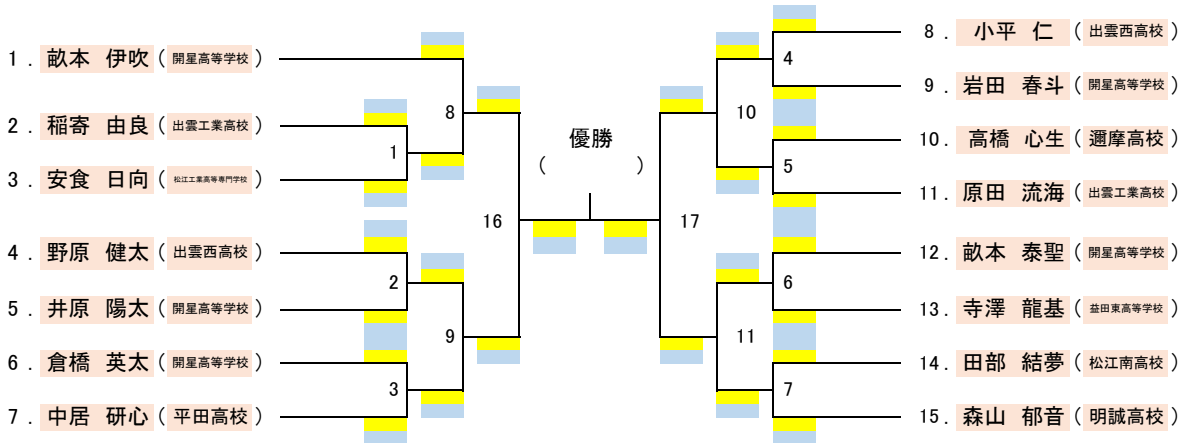 1．畝本 伊吹（開星高等学校）
2．稲寄 由良（出雲工業高校）
3．安食 日向（松江工業高等専門学校）
4．野原 健太（出雲西高校）
5．井原 陽太（開星高等学校）
6．倉橋 英太（開星高等学校）
7．中居 研心（平田高校）
8
1
16
2
9
3
優勝
（ ）
4
10
5
17
6
11
7
8．小平 仁（出雲西高校）
9．岩田 春斗（開星高等学校）
10．高橋 心生（邇摩高校）
11．原田 流海（出雲工業高校）
12．畝本 泰聖（開星高等学校）
13．寺澤 龍基（益田東高等学校）
14．田部 結夢（松江南高校）
15．森山 郁音（明誠高校）